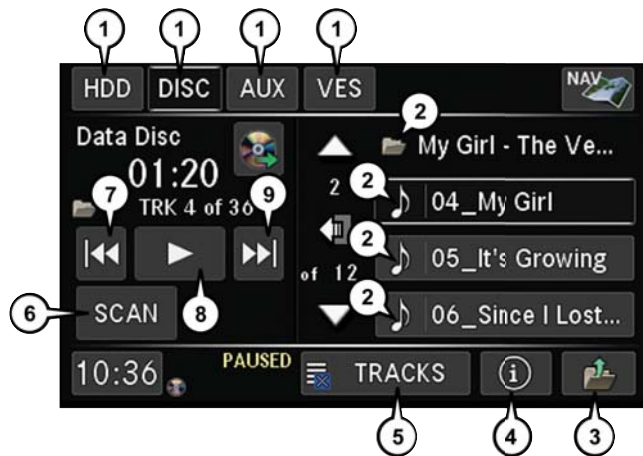 1 1 1 1
HDD DISC AUX VES NAV
2
Data Disc
My Girl - The Ve...
01:20
7 9 2 2
TRK 4 of 36
04_My Girl
2
05_It's Growing
of 12
8
6 2
SCAN
06_Since I Lost...
10:36 PAUSED TRACKS i
5 4 3